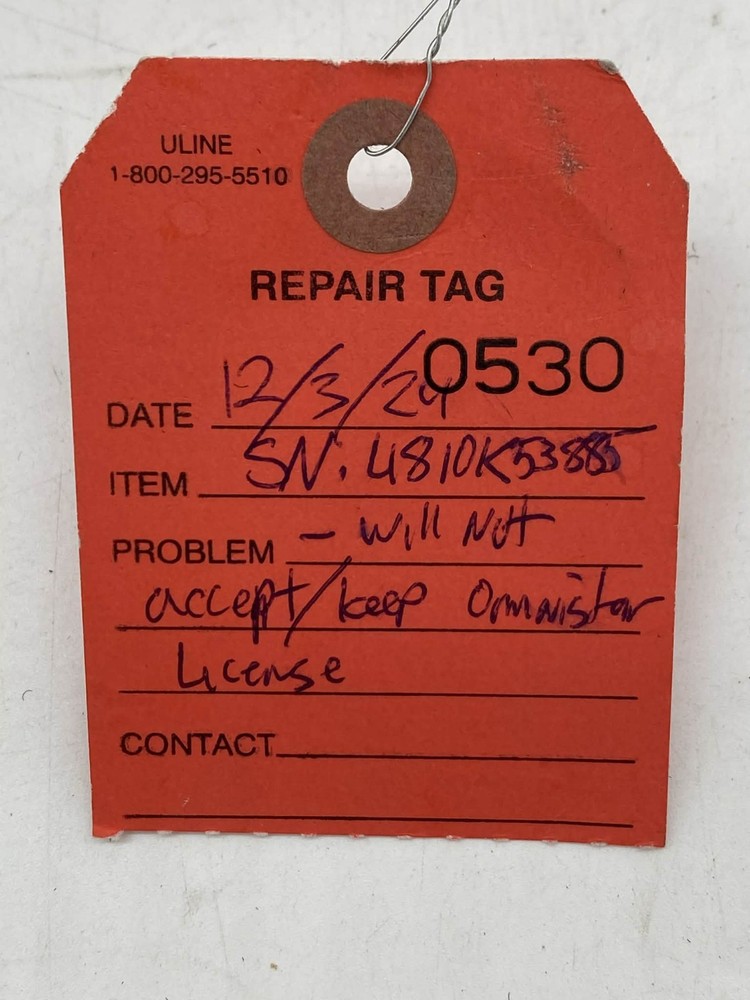 ULINE
1-800-295-5510
REPAIR TAG
0530
DATE 12/3/24
ITEM SN: 4810K53885
PROBLEM - Will Not
accept/keep Omnistar
License
CONTACT